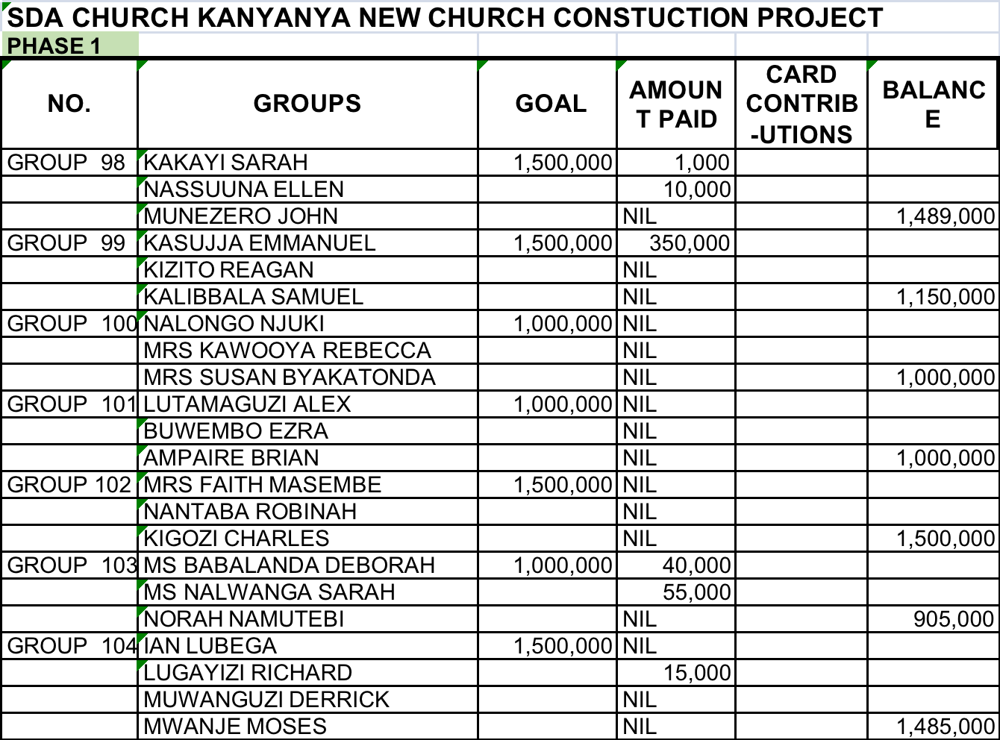 SDA CHURCH KANYANYA NEW CHURCH CONSTUCTION PROJECT
PHASE 1
NO. GROUPS GOAL AMOUN T PAID CARD CONTRIB -UTIONS BALANC E
GROUP 98 KAKAYI SARAH 1,500,000 1,000
NASSUUNA ELLEN 10,000
MUNEZERO JOHN NIL 1,489,000
GROUP 99 KASUJJA EMMANUEL 1,500,000 350,000
KIZITO REAGAN NIL
KALIBBALA SAMUEL NIL 1,150,000
GROUP 100 NALONGO NJUKI 1,000,000 NIL
MRS KAWOOYA REBECCA NIL
MRS SUSAN BYAKATONDA NIL 1,000,000
GROUP 101 LUTAMAGUZI ALEX 1,000,000 NIL
BUWEMBO EZRA NIL
AMPAIRE BRIAN NIL 1,000,000
GROUP 102 MRS FAITH MASEMBE 1,500,000 NIL
NANTABA ROBINAH NIL
KIGOZI CHARLES NIL 1,500,000
GROUP 103 MS BABALANDA DEBORAH 1,000,000 40,000
MS NALWANGA SARAH 55,000
NORAH NAMUTEBI NIL 905,000
GROUP 104 IAN LUBEGA 1,500,000 NIL
LUGAYIZI RICHARD 15,000
MUWANGUZI DERRICK NIL
MWANJE MOSES NIL 1,485,000